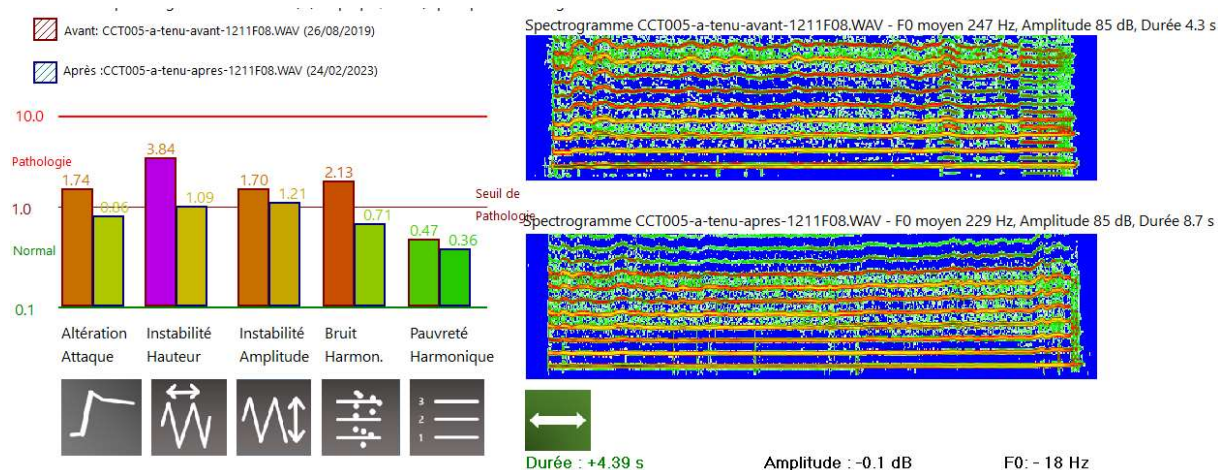 Avant: CCT005-a-tenu-avant-1211F08.WAV (26/08/2019)
Après :CCT005-a-tenu-apres-1211F08.WAV (24/02/2023)
10.0
Pathologie
1.0
Normal
0.1
1.74
0.86
3.84
1.09
1.70
1.21
2.13
0.71
0.47
0.36
Seuil de
Pathologie
Altération
Attaque
Instabilité
Hauteur
Instabilité
Amplitude
Bruit
Harmon.
Pauvreté
Harmonique
3
2
1
Spectrogramme CCT005-a-tenu-avant-1211F08.WAV - F0 moyen 247 Hz, Amplitude 85 dB, Durée 4.3 s
Spectrogramme CCT005-a-tenu-apres-1211F08.WAV - F0 moyen 229 Hz, Amplitude 85 dB, Durée 8.7 s
Durée : +4.39 s
Amplitude : -0.1 dB
F0: - 18 Hz